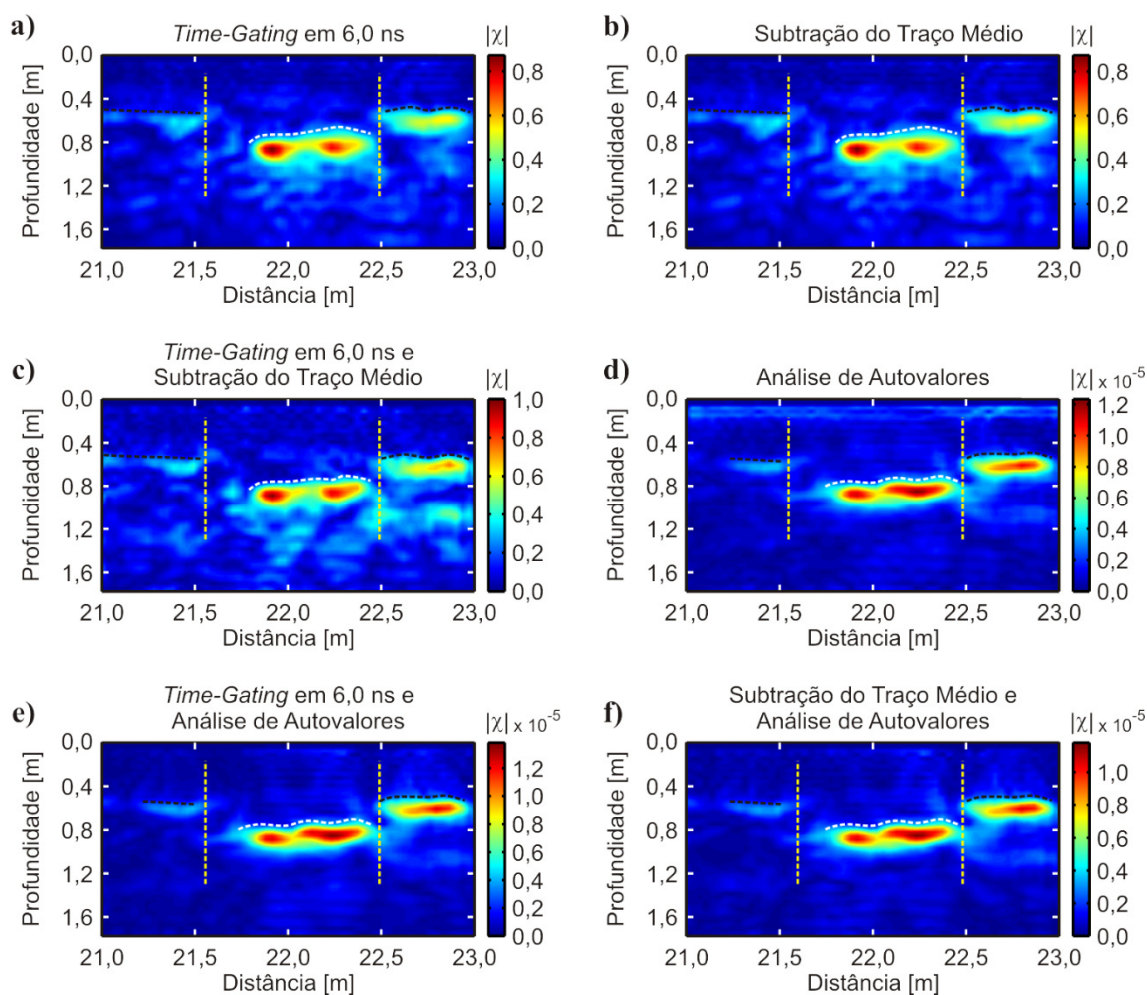 a)
Time-Gating em 6,0 ns
|χ|
Profundidade [m]
0,0
0,4
0,8
1,2
1,6
0,8
0,6
0,4
0,2
0,0
21,0 21,5 22,0 22,5 23,0
Distância [m]
b)
Subtração do Traço Médio
|χ|
Profundidade [m]
0,0
0,4
0,8
1,2
1,6
0,8
0,6
0,4
0,2
0,0
21,0 21,5 22,0 22,5 23,0
Distância [m]
c)
Time-Gating em 6,0 ns e
Subtração do Traço Médio
|χ|
Profundidade [m]
0,0
0,4
0,8
1,2
1,6
1,0
0,8
0,6
0,4
0,2
0,0
21,0 21,5 22,0 22,5 23,0
Distância [m]
d)
Análise de Autovalores
|χ| x 10-5
Profundidade [m]
0,0
0,4
0,8
1,2
1,6
1,2
1,0
0,8
0,6
0,4
0,2
0,0
21,0 21,5 22,0 22,5 23,0
Distância [m]
e)
Time-Gating em 6,0 ns e
Análise de Autovalores
|χ| x 10-5
Profundidade [m]
0,0
0,4
0,8
1,2
1,6
1,2
1,0
0,8
0,6
0,4
0,2
0,0
21,0 21,5 22,0 22,5 23,0
Distância [m]
f)
Subtração do Traço Médio e
Análise de Autovalores
|χ| x 10-5
Profundidade [m]
0,0
0,4
0,8
1,2
1,6
1,0
0,8
0,6
0,4
0,2
0,0
21,0 21,5 22,0 22,5 23,0
Distância [m]